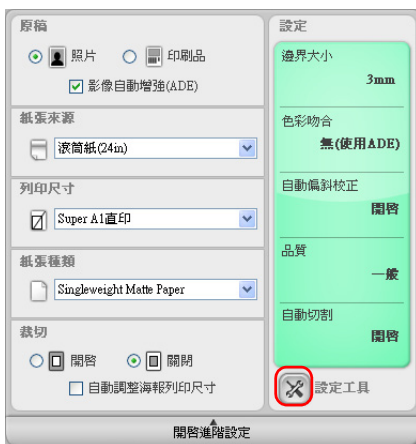 原稿
照片
印刷品
影像自動增強(ADE)
紙張來源
滾筒紙(24in)
列印尺寸
Super A1直印
紙張種類
Singleweight Matte Paper
裁切
開啓
關閉
自動調整海報列印尺寸
設定
邊界大小
3mm
色彩吻合
無(使用ADE)
自動偏斜校正
開啓
品質
一般
自動切割
開啓
設定工具
開啓進階設定